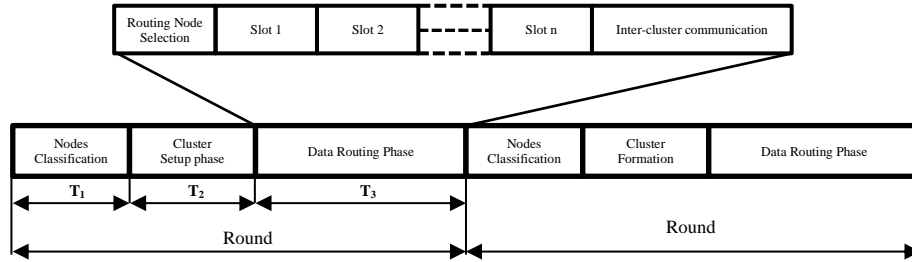 Routing Node
Selection
Slot 1
Slot 2
Slot n
Inter-cluster communication
Nodes
Classification
Cluster
Setup phase
Data Routing Phase
Nodes
Classification
Cluster
Formation
Data Routing Phase
T₁
T₂
T₃
Round
Round